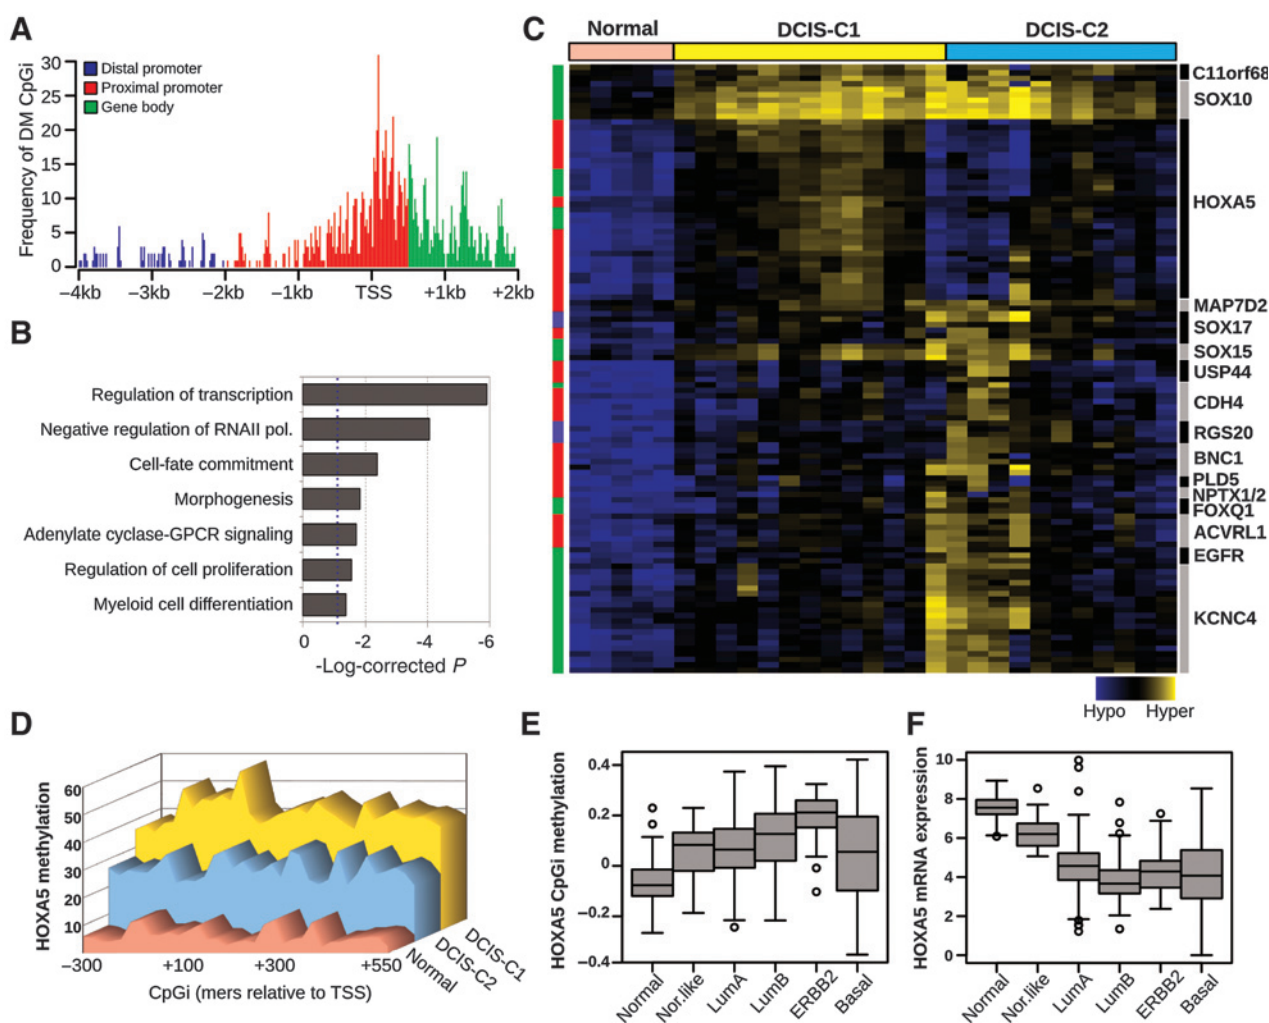 A
Frequency of DM CpGi
30
25
20
15
10
5
0
Distal promoter
Proximal promoter
Gene body
−4kb
−3kb
−2kb
−1kb
TSS
+1kb
+2kb
B
Regulation of transcription
Negative regulation of RNAII pol.
Cell-fate commitment
Morphogenesis
Adenylate cyclase-GPCR signaling
Regulation of cell proliferation
Myeloid cell differentiation
0
-2
-4
-6
-Log-corrected P
C
Normal
DCIS-C1
DCIS-C2
C11orf68
SOX10
HOXA5
MAP7D2
SOX17
SOX15
USP44
CDH4
RGS20
BNC1
PLD5
NPTX1/2
FOXQ1
ACVRL1
EGFR
KCNC4
Hypo
Hyper
D
HOXA5 methylation
60
50
40
30
20
10
−300
+100
+300
+550
Normal
DCIS-C2
DCIS-C1
CpGi (mers relative to TSS)
E
HOXA5 CpGi methylation
0.4
0.2
0
−0.2
−0.4
Normal
Nor.like
LumA
LumB
ERBB2
Basal
F
HOXA5 mRNA expression
10
8
6
4
2
0
Normal
Nor.like
LumA
LumB
ERBB2
Basal